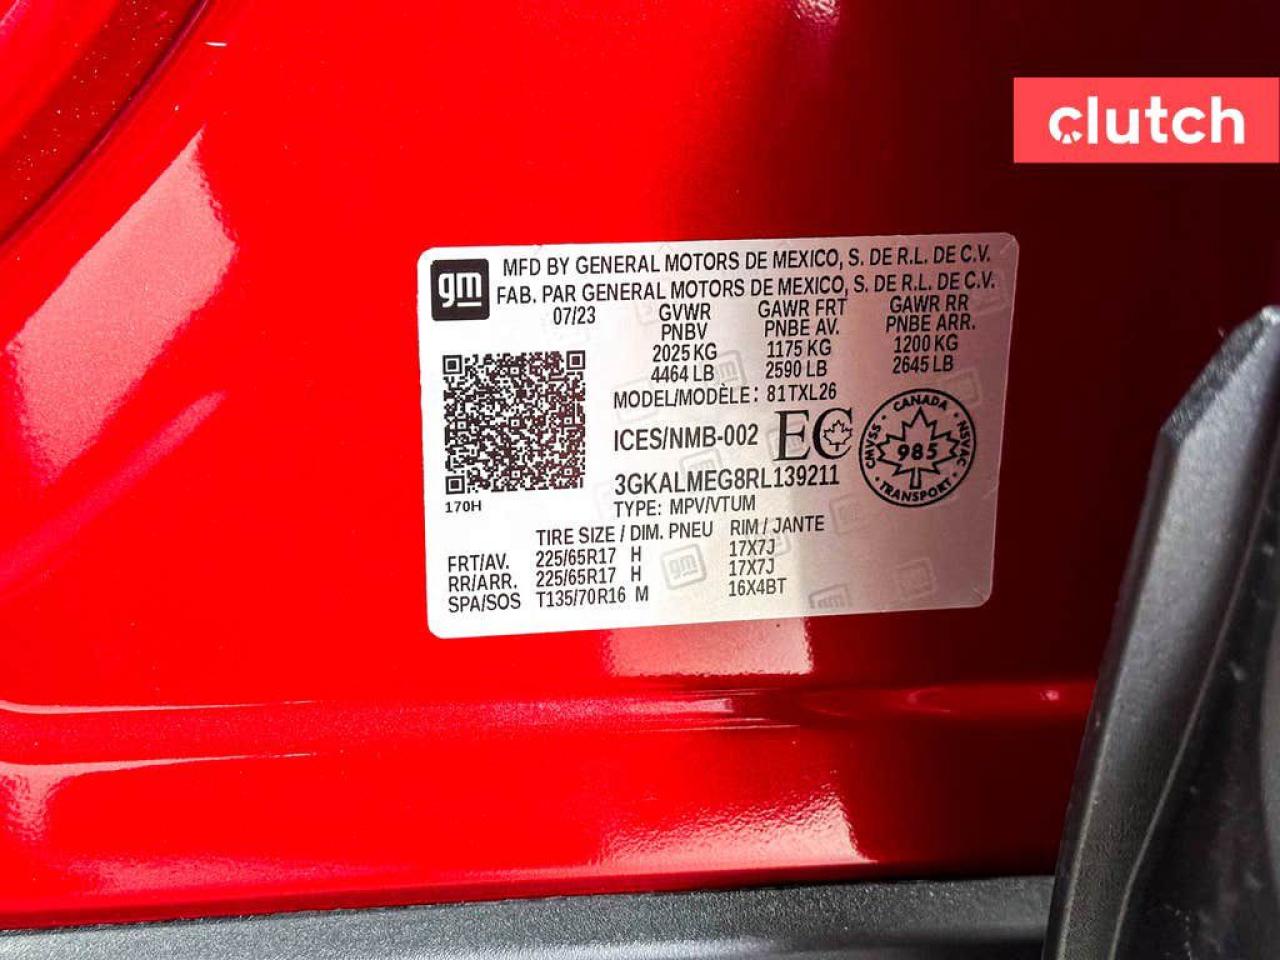 clutch
gm
MFD BY GENERAL MOTORS DE MEXICO, S. DE R.L. DE C.V.
FAB. PAR GENERAL MOTORS DE MEXICO, S. DE R.L. DE C.V.
07/23 GVWR GAWR FRT GAWR RR
PNBV PNBE AV. PNBE ARR.
2025 KG 1175 KG 1200 KG
4464 LB 2590 LB 2645 LB
MODEL/MODÈLE: 81TXL26
ICES/NMB-002 EC
CANADA
CMVSS 985 NSVAC
TRANSPORT
3GKALMEG8RL139211
170H
TYPE: MPV/VTUM
TIRE SIZE / DIM. PNEU RIM / JANTE
FRT/AV. 225/65R17 H 17X7J
RR/ARR. 225/65R17 H 17X7J
SPA/SOS T135/70R16 M 16X4BT